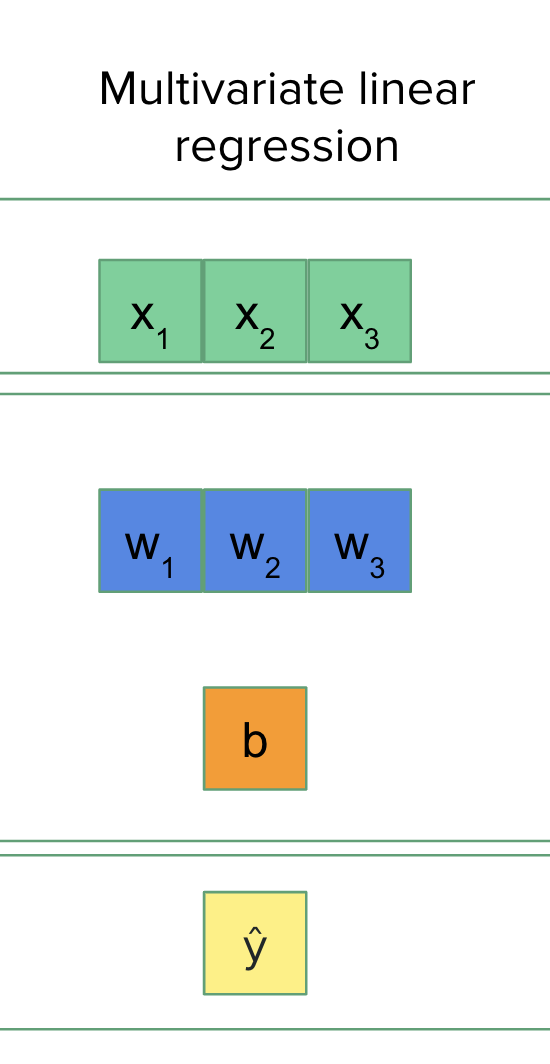 Multivariate linear
regression
x₁ x₂ x₃
w₁ w₂ w₃
b
ŷ